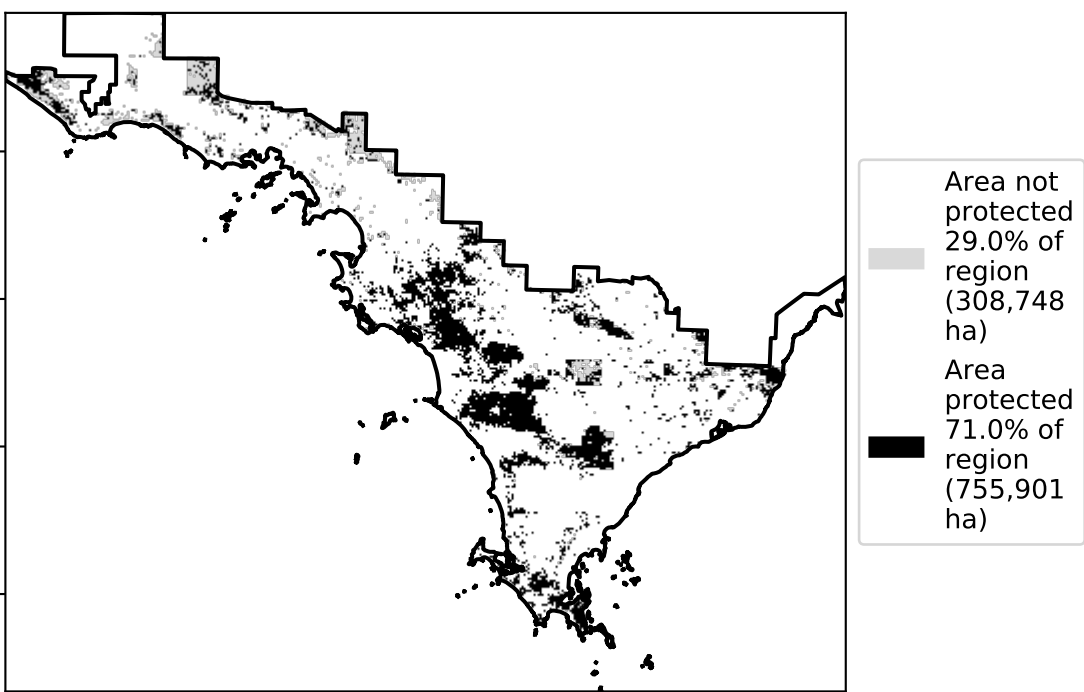 Area not
protected
29.0% of
region
(308,748
ha)
Area
protected
71.0% of
region
(755,901
ha)